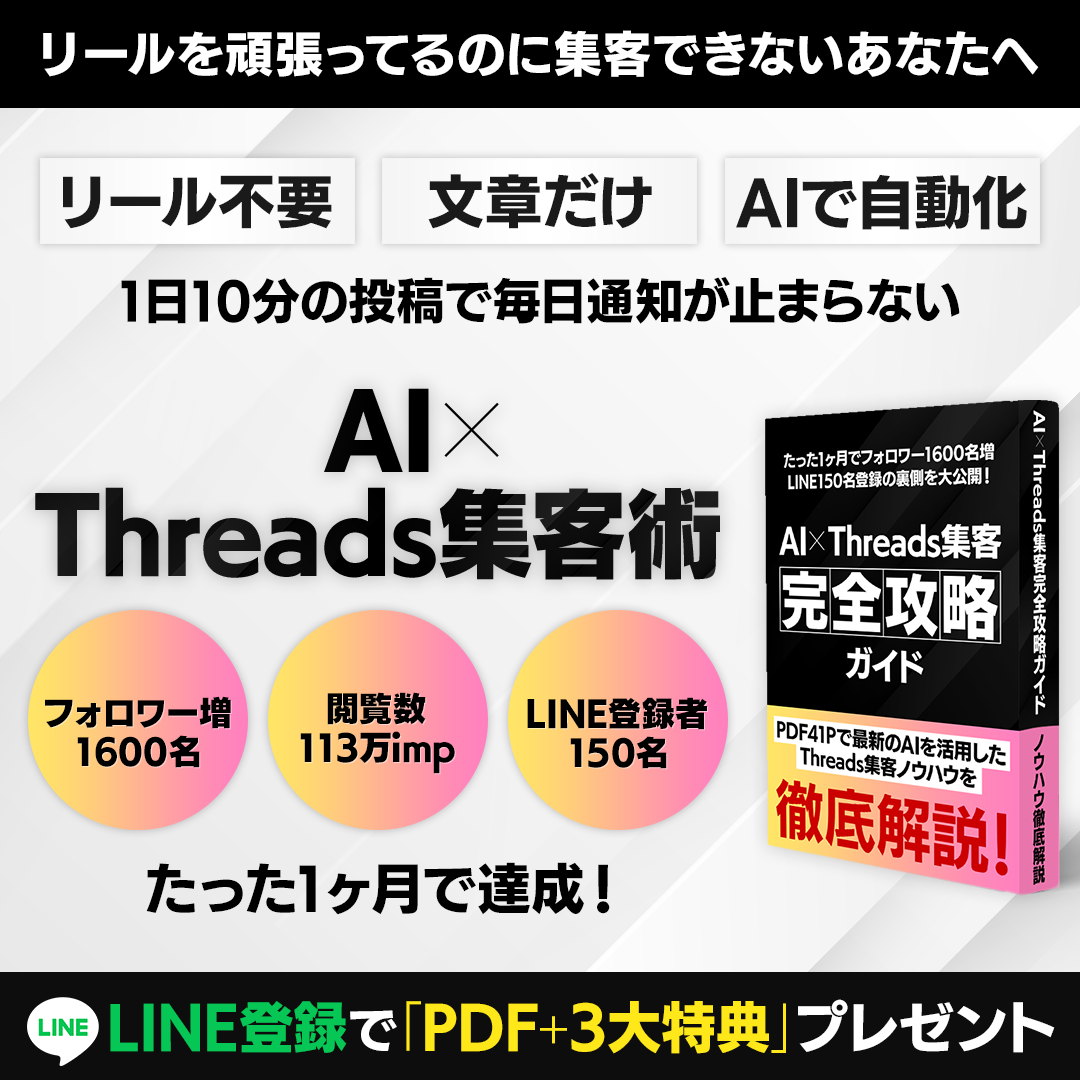 リールを頑張ってるのに集客できないあなたへ
リール不要
文章だけ
AIで自動化
1日10分の投稿で毎日通知が止まらない
AI×
Threads集客術
フォロワー増
1600名
閲覧数
113万imp
LINE登録者
150名
たった1ヶ月で達成！
たった1ヶ月でフォロワー1600名増
LINE150名登録の裏側を大公開！
AI×Threads集客
完全攻略
ガイド
PDF41Pで最新のAIを活用した
Threads集客ノウハウを
徹底解説！
AI×Threads集客完全攻略ガイド
ノウハウ徹底解説
LINE
LINE登録で「PDF+3大特典」プレゼント